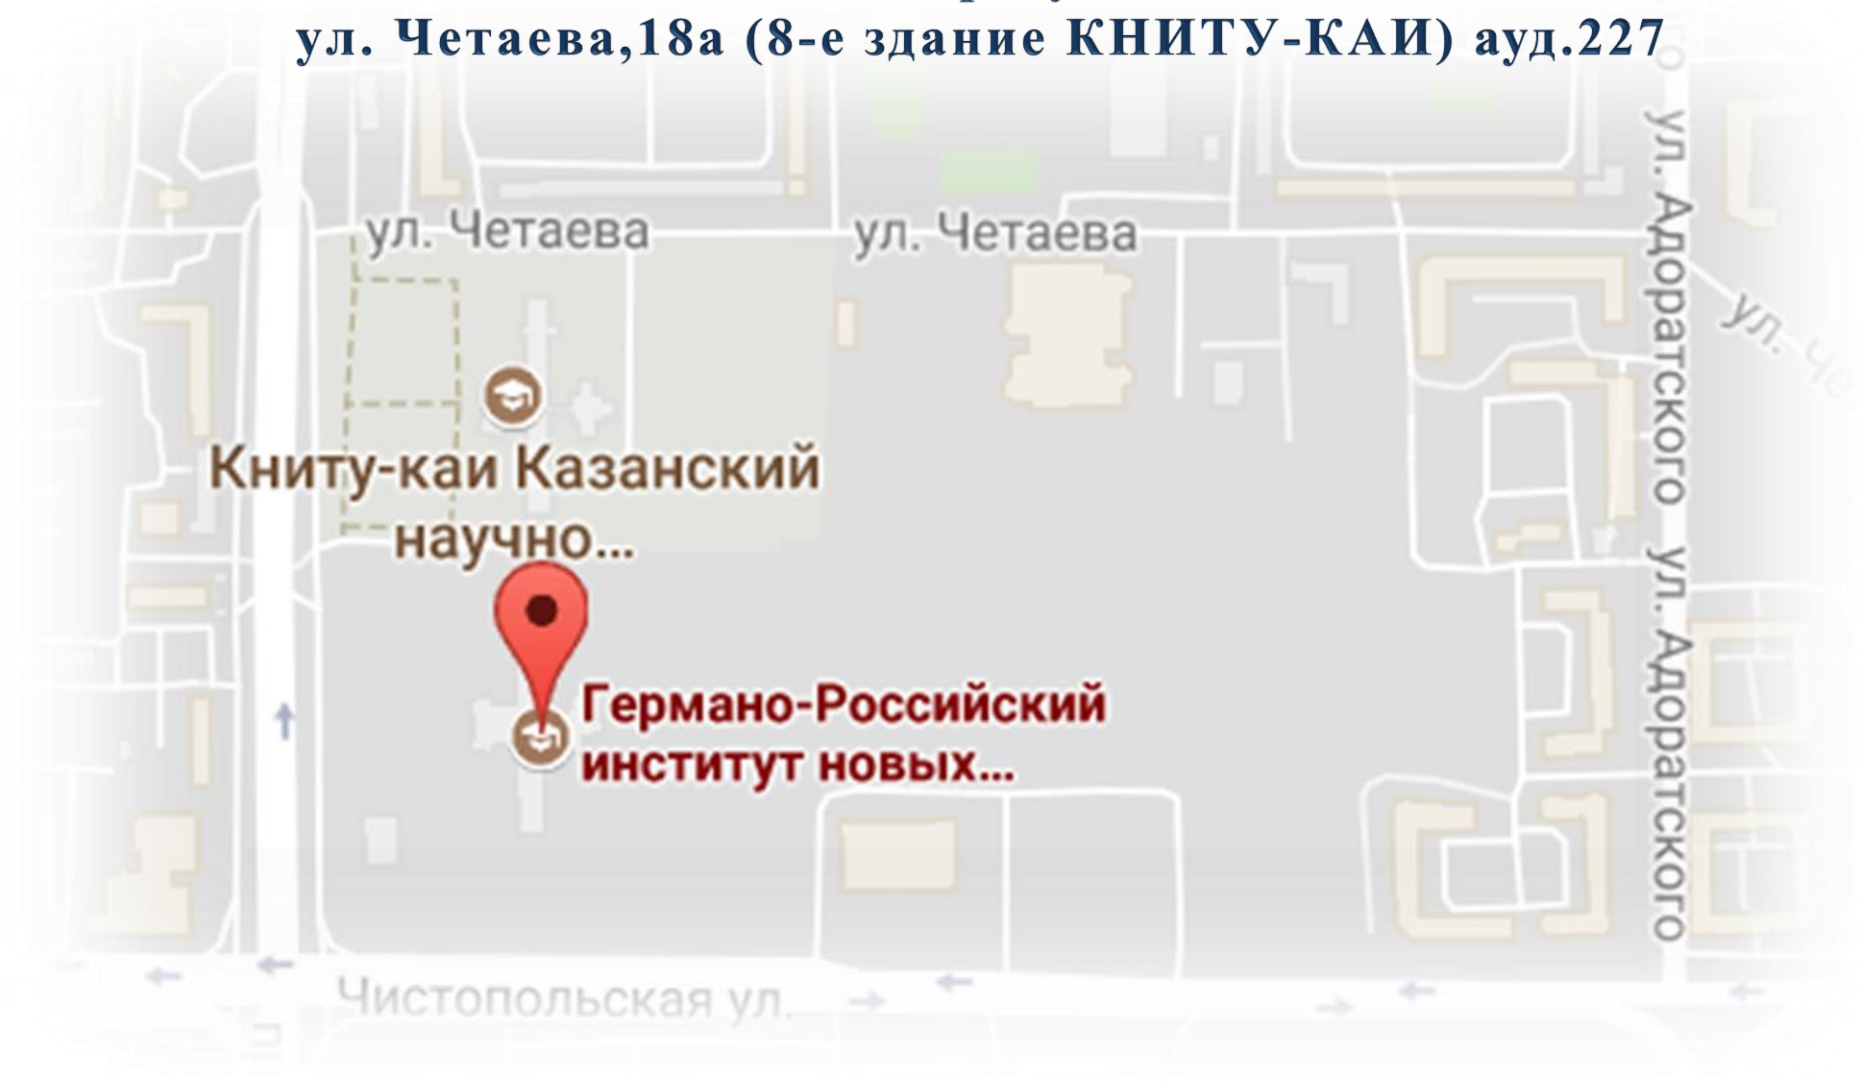 ул. Четаева,18а (8-е здание КНИТУ-КАИ) ауд.227
ул. Четаева
ул. Четаева
ул. Адоратского
ул.
Книту-каи Казанский
научно...
ул. Адоратского
Германо-Российский
институт новых...
Чистопольская ул.